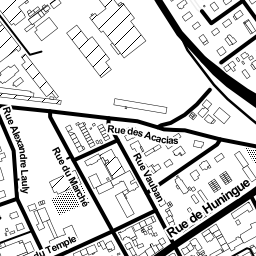 Rue des Acacias
Rue Alexandre Lauly
Rue du Marché
Rue Vauban
Rue de Huningue
du Temple